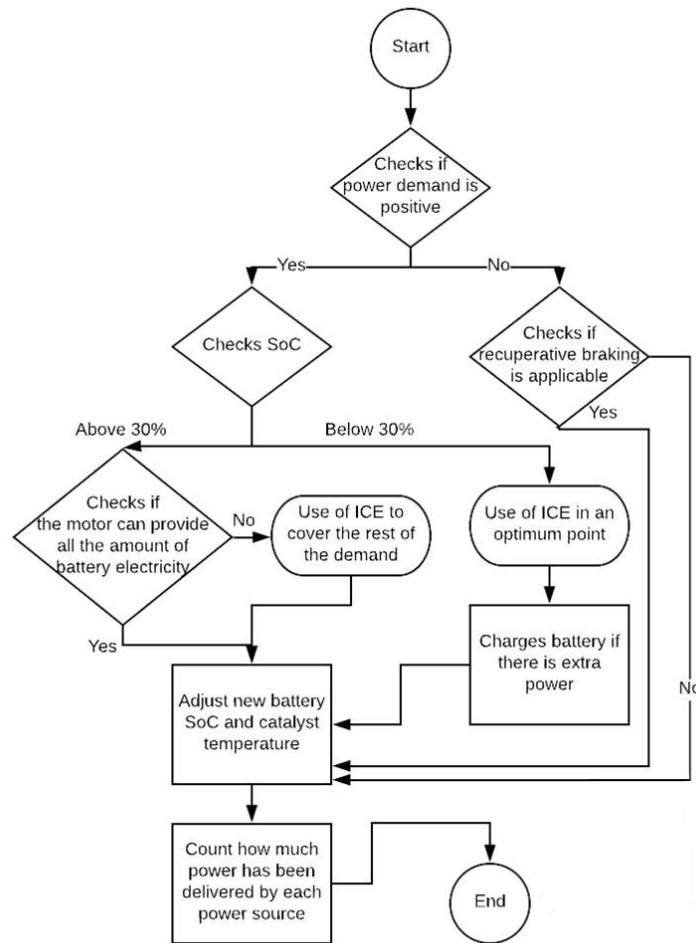 Start
Checks if
power demand is
positive
Yes
No
Checks SoC
Checks if
recuperative braking
is applicable
Yes
Above 30%
Below 30%
Checks if
the motor can provide
all the amount of
battery electricity
No
Use of ICE to
cover the rest of
the demand
Use of ICE in an
optimum point
Yes
Charges battery if
there is extra
power
No
Adjust new battery
SoC and catalyst
temperature
Count how much
power has been
delivered by each
power source
End